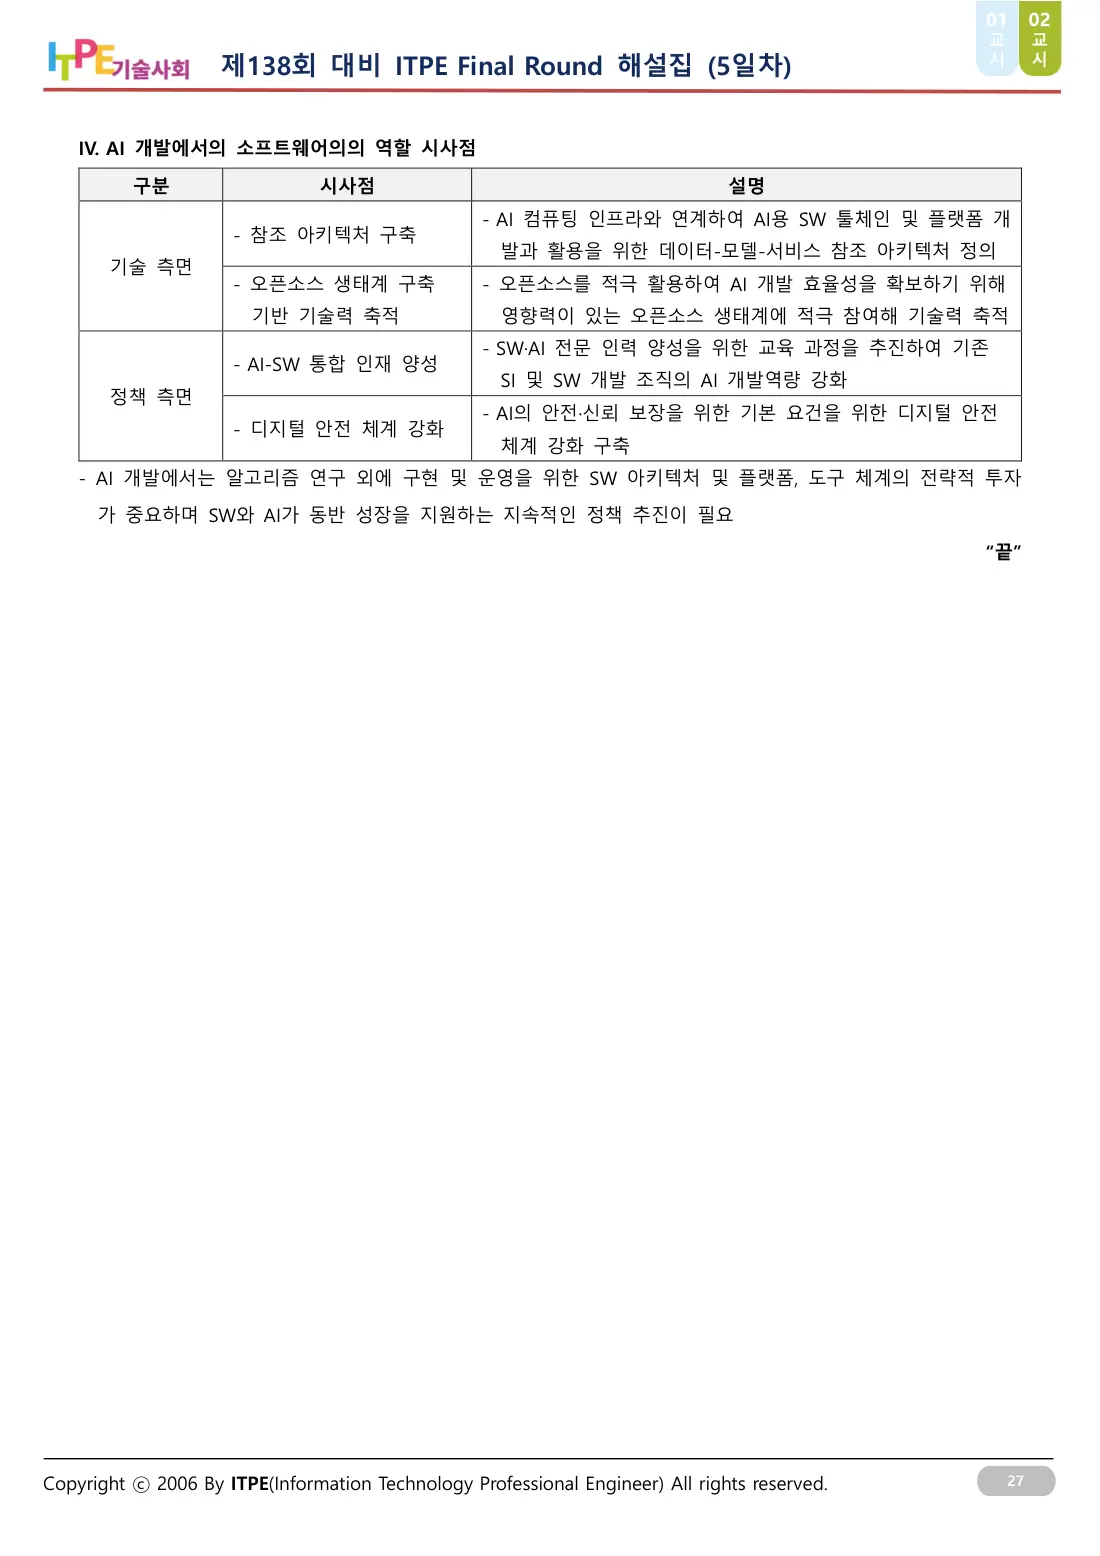 01
교
시
02
교
시
ITPE기술사회 제138회 대비 ITPE Final Round 해설집 (5일차)
IV. AI 개발에서의 소프트웨어의의 역할 시사점
구분 시사점 설명
기술 측면
- 참조 아키텍처 구축
- AI 컴퓨팅 인프라와 연계하여 AI용 SW 툴체인 및 플랫폼 개
발과 활용을 위한 데이터-모델-서비스 참조 아키텍처 정의
- 오픈소스 생태계 구축
기반 기술력 축적
- 오픈소스를 적극 활용하여 AI 개발 효율성을 확보하기 위해
영향력이 있는 오픈소스 생태계에 적극 참여해 기술력 축적
정책 측면
- AI-SW 통합 인재 양성
- SW·AI 전문 인력 양성을 위한 교육 과정을 추진하여 기존
SI 및 SW 개발 조직의 AI 개발역량 강화
- 디지털 안전 체계 강화
- AI의 안전·신뢰 보장을 위한 기본 요건을 위한 디지털 안전
체계 강화 구축
- AI 개발에서는 알고리즘 연구 외에 구현 및 운영을 위한 SW 아키텍처 및 플랫폼, 도구 체계의 전략적 투자
가 중요하며 SW와 AI가 동반 성장을 지원하는 지속적인 정책 추진이 필요
“끝”
Copyright ⓒ 2006 By ITPE(Information Technology Professional Engineer) All rights reserved.
27